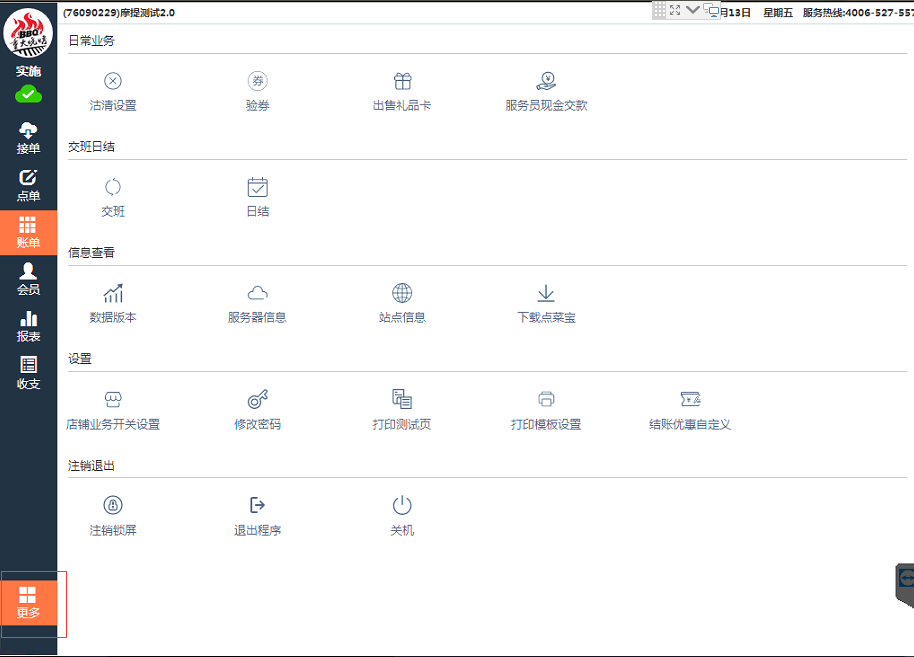 (76090229)摩提测试2.0
月13日 星期五 服务热线:4006-527-557
BBQ
实施
接单
点单
账单
会员
报表
收支
更多
日常业务
沽清设置 验券 出售礼品卡 服务员现金交款
券
交班日结
交班 日结
信息查看
数据版本 服务器信息 站点信息 下载点菜宝
设置
店铺业务开关设置 修改密码 打印测试页 打印模板设置 结账优惠自定义
注销退出
注销锁屏 退出程序 关机